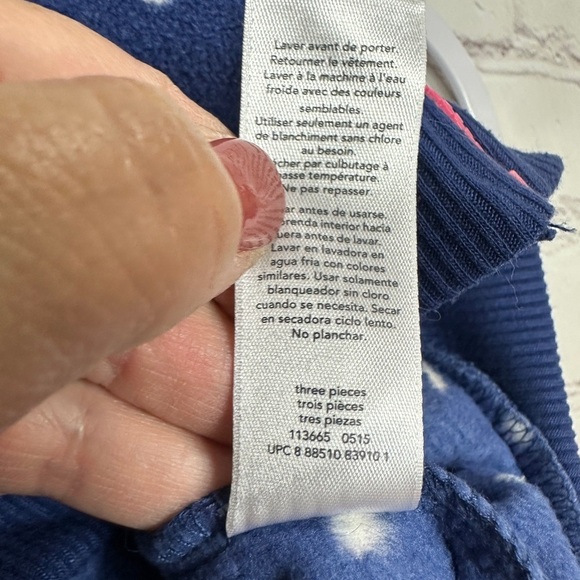 Laver avant de porter.
Retourner le vêtement.
Laver à la machine à l'eau
froide avec des couleurs
semblables.
Utiliser seulement un agent
de blanchiment sans chlore
au besoin.
par culbutage à
température.
Ne pas repasser.
antes de usarse.
interior hacia
antes de lavar.
Lavar en lavadora en
agua fria con colores
similares. Usar solamente
blanqueador sin cloro
cuando se necesita. Secar
en secadora ciclo lento.
No planchar.
three pieces
trois pièces
tres piezas
113665 0515
UPC 8 88510 83910 1